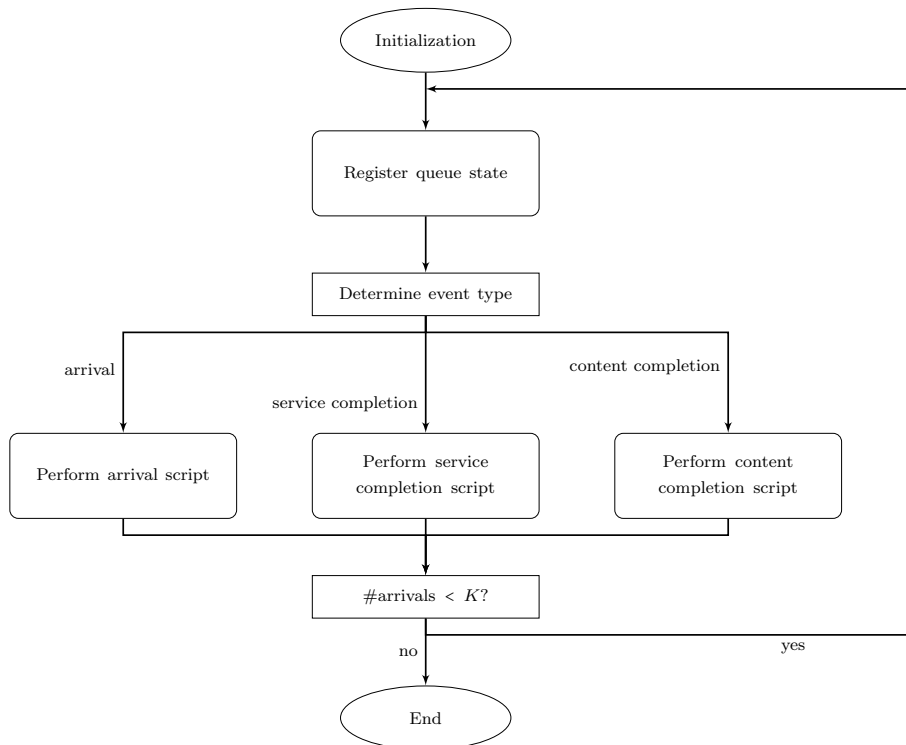 Initialization
Register queue state
Determine event type
arrival
content completion
service completion
Perform arrival script
Perform service
completion script
Perform content
completion script
#arrivals < K?
no
yes
End